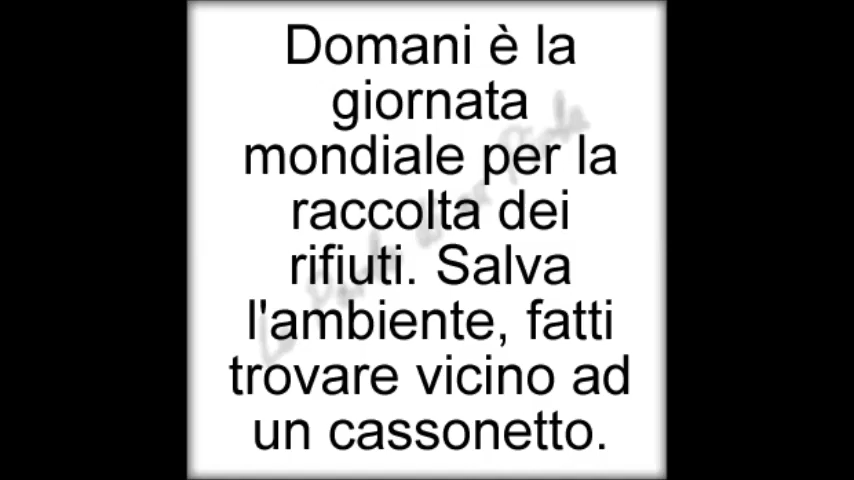 Domani è la
giornata
mondiale per la
raccolta dei
rifiuti. Salva
l'ambiente, fatti
trovare vicino ad
un cassonetto.